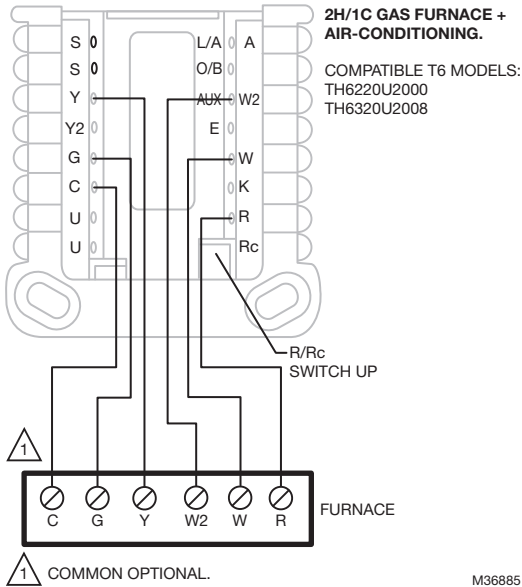 2H/1C GAS FURNACE +
AIR-CONDITIONING.
COMPATIBLE T6 MODELS:
TH6220U2000
TH6320U2008
S
S
Y
Y2
G
C
U
U
L/A A
O/B
AUX W2
E
W
K
R
Rc
R/Rc
SWITCH UP
1
C G Y W2 W R
FURNACE
1 COMMON OPTIONAL.
M36885